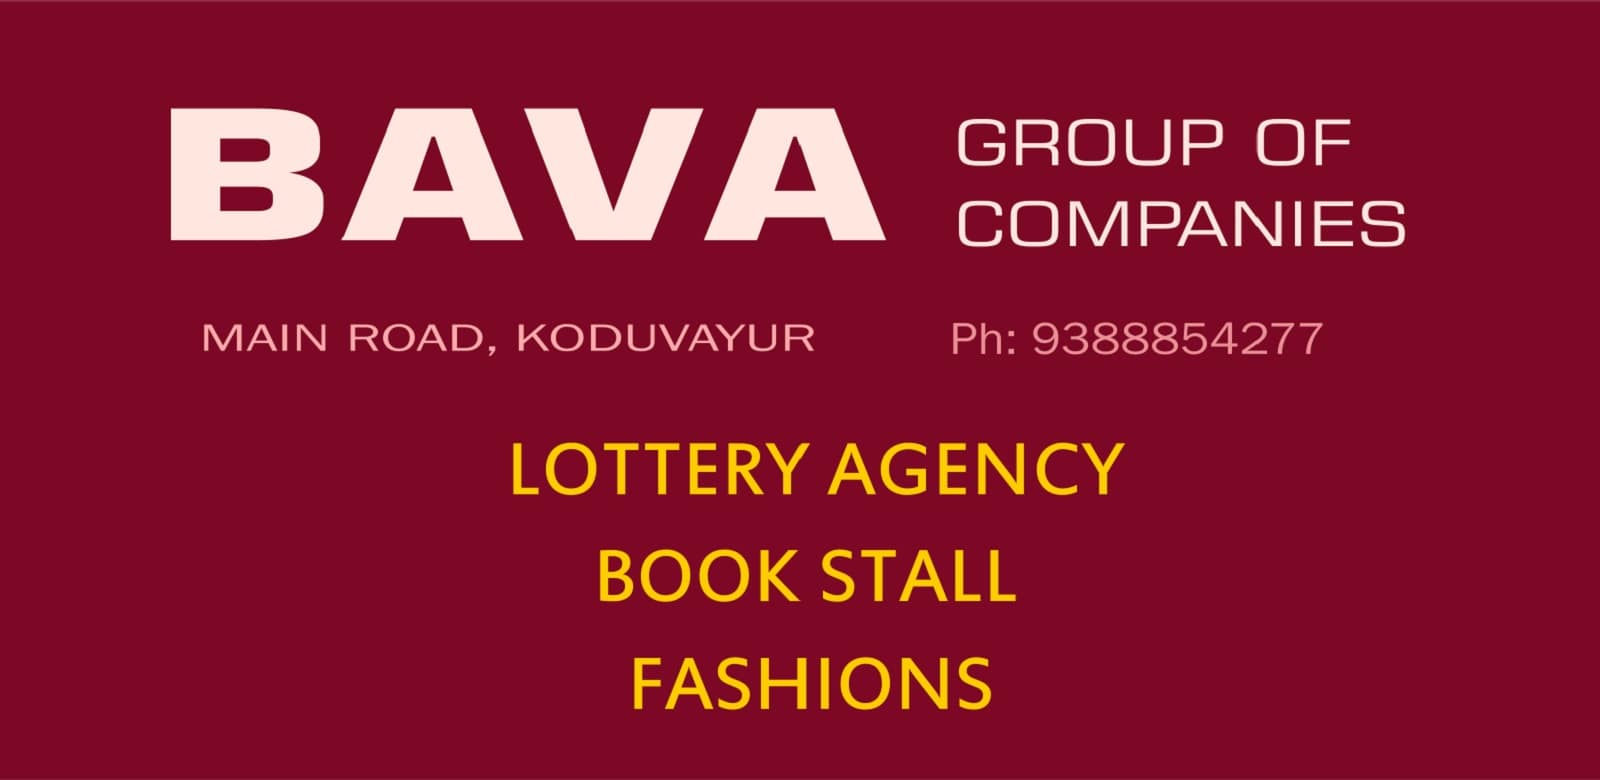 BAVA
GROUP OF
COMPANIES
MAIN ROAD, KODUVAYUR
Ph: 9388854277
LOTTERY AGENCY
BOOK STALL
FASHIONS